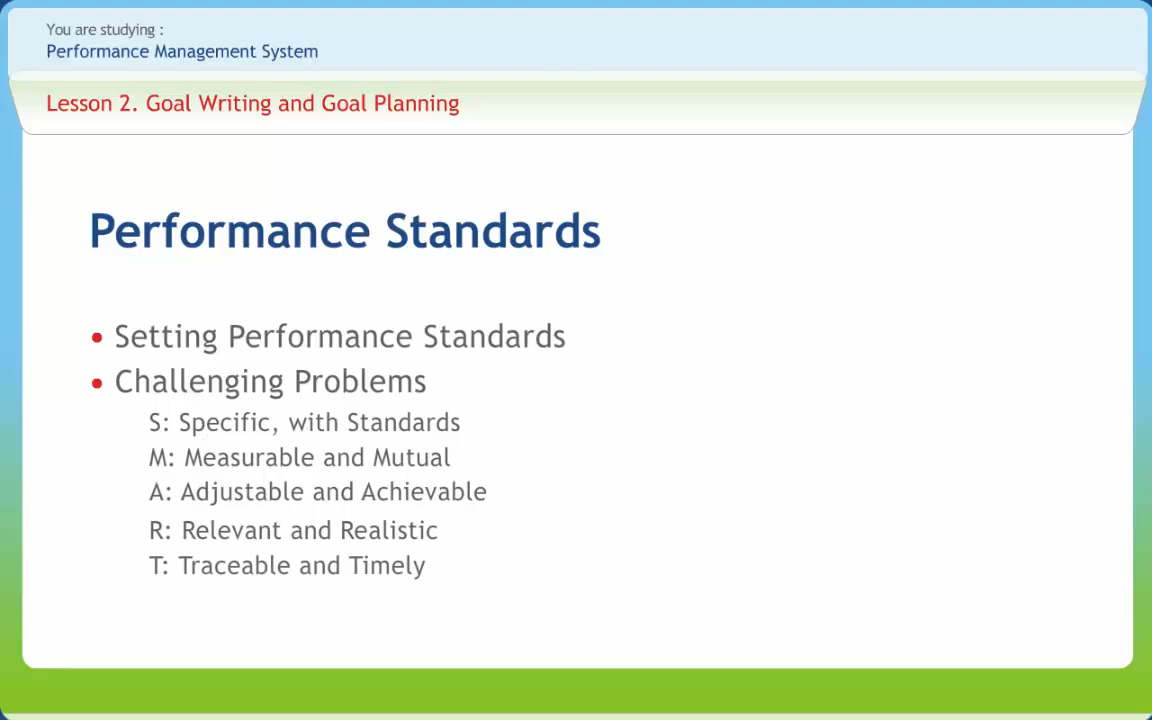 You are studying :
Performance Management System
Lesson 2. Goal Writing and Goal Planning
Performance Standards
• Setting Performance Standards
• Challenging Problems
S: Specific, with Standards
M: Measurable and Mutual
A: Adjustable and Achievable
R: Relevant and Realistic
T: Traceable and Timely